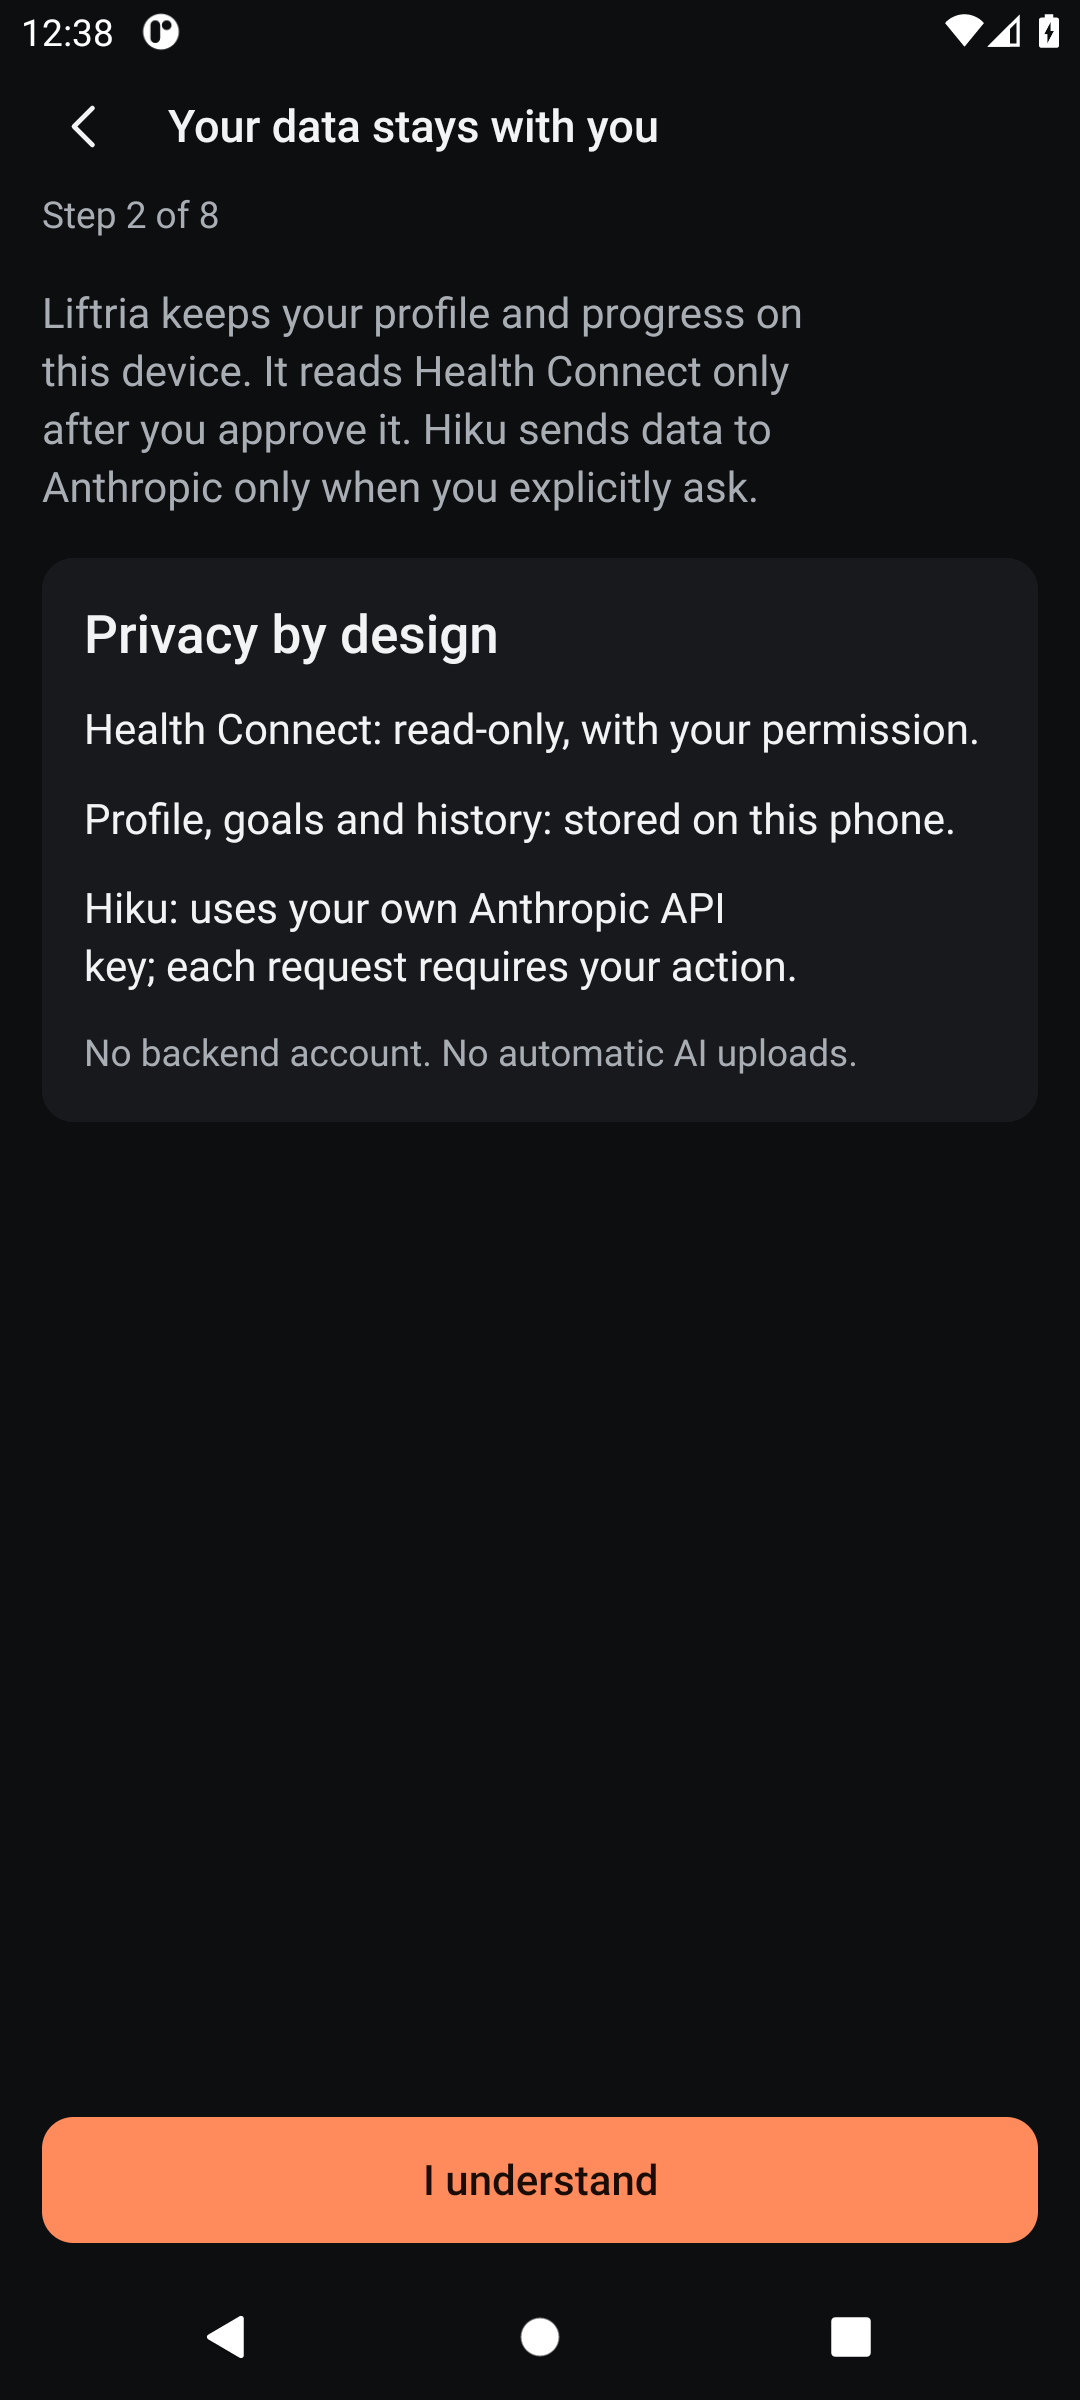 12:38
Your data stays with you
Step 2 of 8
Liftria keeps your profile and progress on
this device. It reads Health Connect only
after you approve it. Hiku sends data to
Anthropic only when you explicitly ask.
Privacy by design
Health Connect: read-only, with your permission.
Profile, goals and history: stored on this phone.
Hiku: uses your own Anthropic API
key; each request requires your action.
No backend account. No automatic AI uploads.
I understand